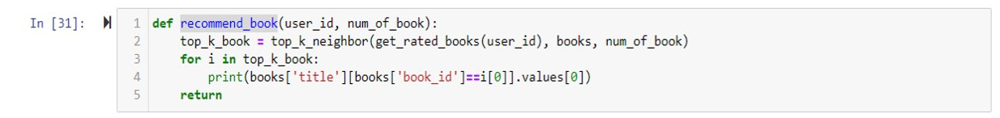 In [31]:
1 def recommend_book(user_id, num_of_book):
2     top_k_book = top_k_neighbor(get_rated_books(user_id), books, num_of_book)
3     for i in top_k_book:
4         print(books['title'][books['book_id']==i[0]].values[0])
5     return